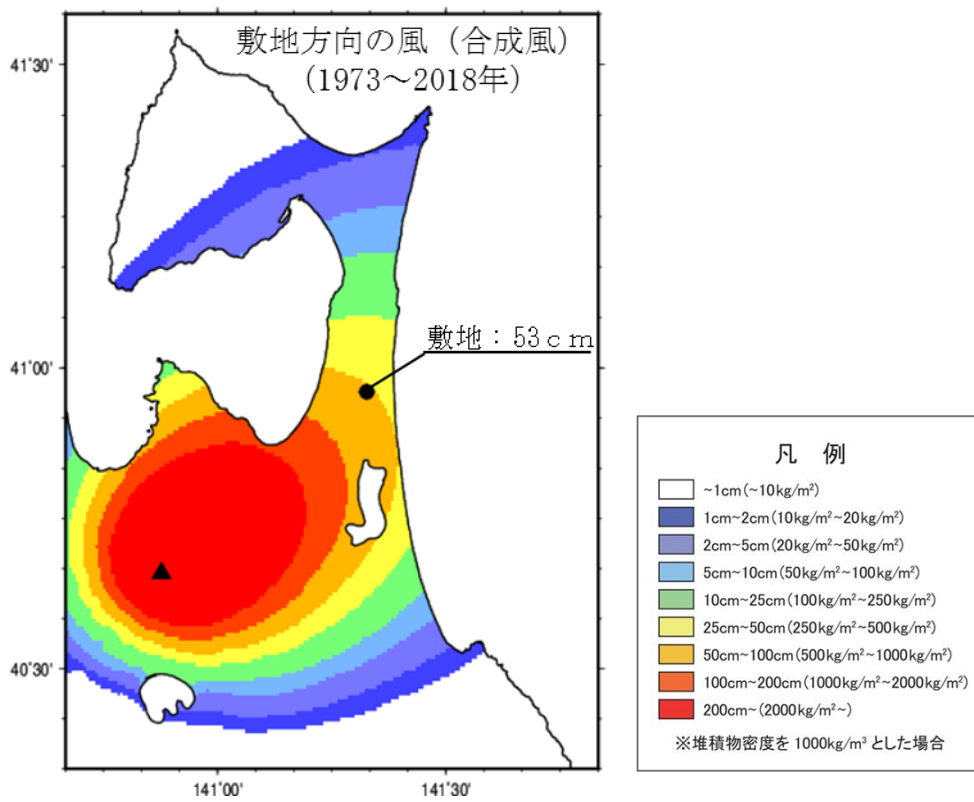 敷地方向の風（合成風）
(1973～2018年)
41˚30'
敷地：53ｃｍ
41˚00'
40˚30'
141˚00'
141˚30'
凡　例
~1cm(~10kg/m²)
1cm~2cm(10kg/m²~20kg/m²)
2cm~5cm(20kg/m²~50kg/m²)
5cm~10cm(50kg/m²~100kg/m²)
10cm~25cm(100kg/m²~250kg/m²)
25cm~50cm(250kg/m²~500kg/m²)
50cm~100cm(500kg/m²~1000kg/m²)
100cm~200cm(1000kg/m²~2000kg/m²)
200cm~(2000kg/m²~)
※堆積物密度を 1000kg/m³ とした場合